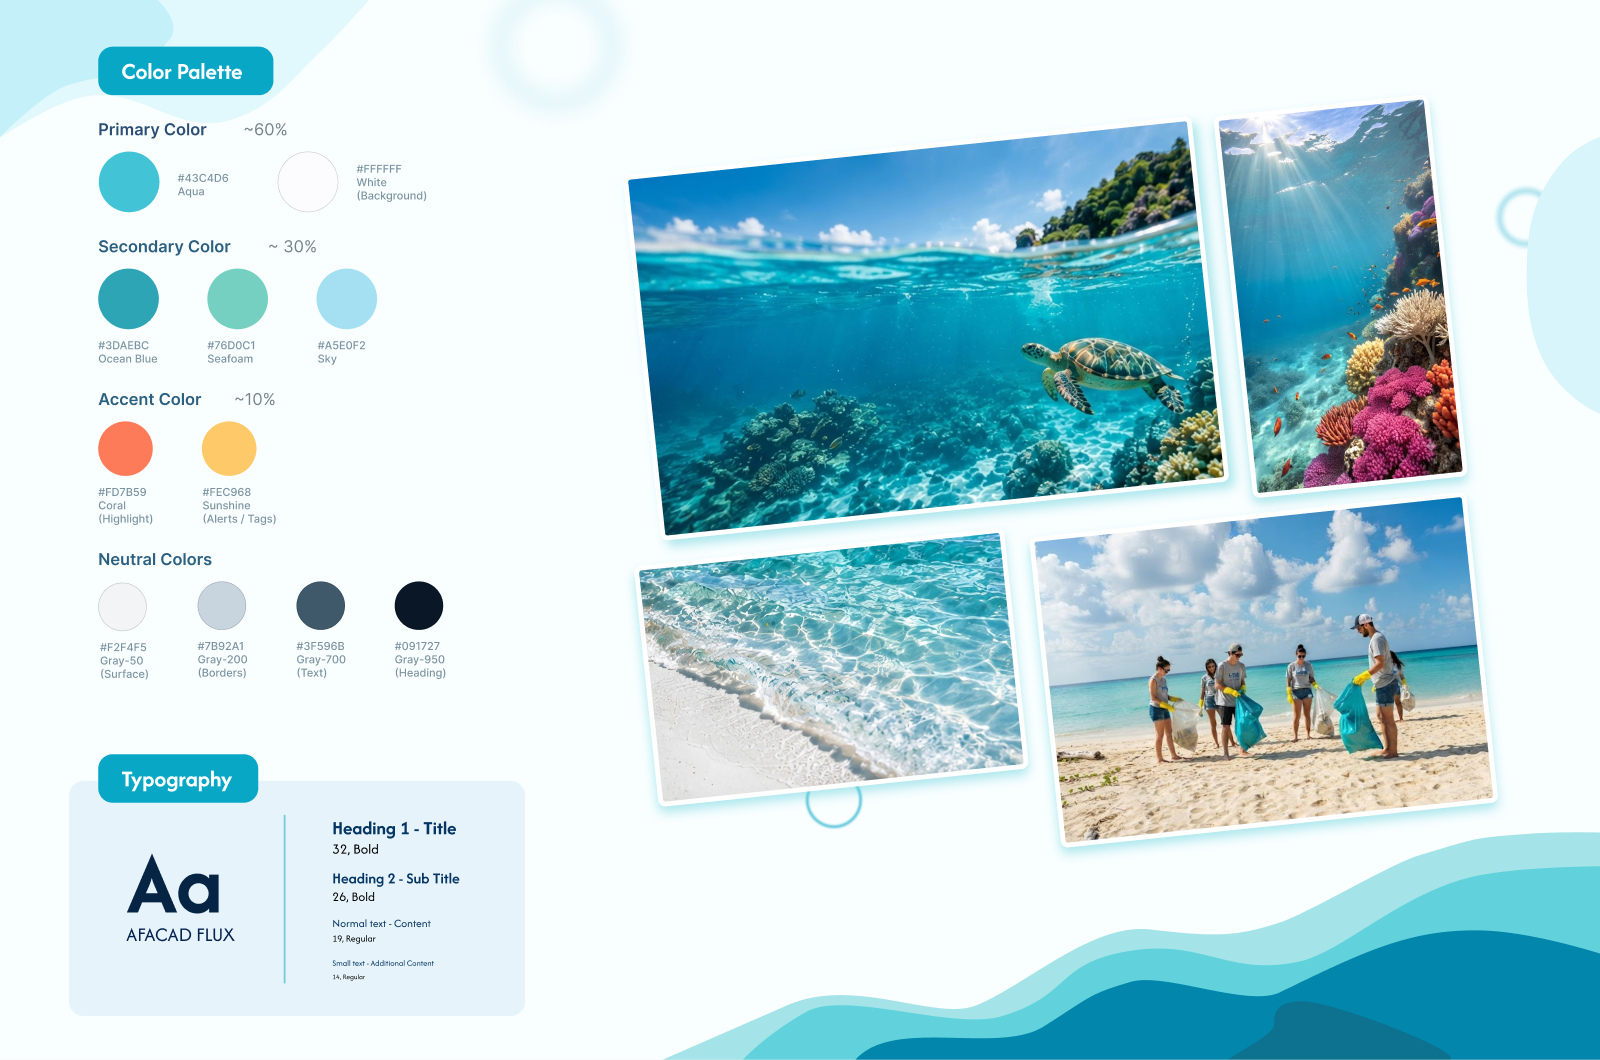 Color Palette
Primary Color ~60%
#43C4D6
Aqua
#FFFFFF
White
(Background)
Secondary Color ~ 30%
#3DAEBC
Ocean Blue
#76D0C1
Seafoam
#A5E0F2
Sky
Accent Color ~10%
#FD7B59
Coral
(Highlight)
#FEC968
Sunshine
(Alerts / Tags)
Neutral Colors
#F2F4F5
Gray-50
(Surface)
#7B92A1
Gray-200
(Borders)
#3F596B
Gray-700
(Text)
#091727
Gray-950
(Heading)
Typography
Aa
AFACAD FLUX
Heading 1 - Title
32, Bold
Heading 2 - Sub Title
26, Bold
Normal text - Content
19, Regular
Small text - Additional Content
14, Regular